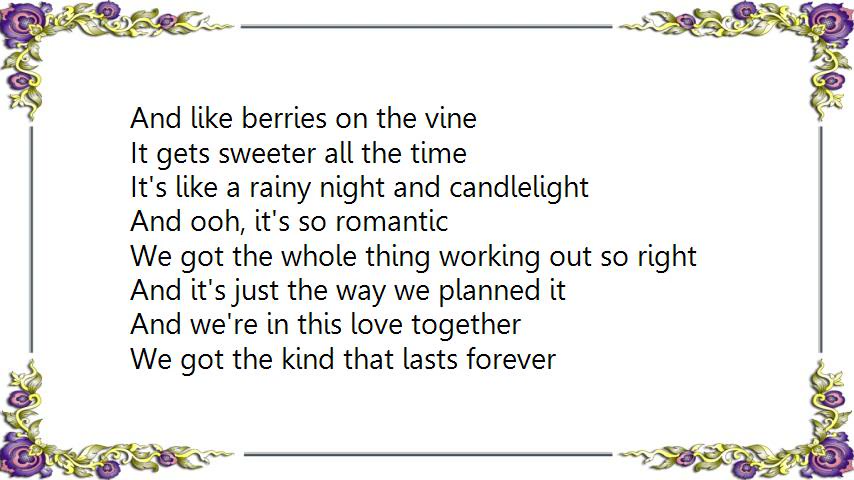 And like berries on the vine
It gets sweeter all the time
It's like a rainy night and candlelight
And ooh, it's so romantic
We got the whole thing working out so right
And it's just the way we planned it
And we're in this love together
We got the kind that lasts forever